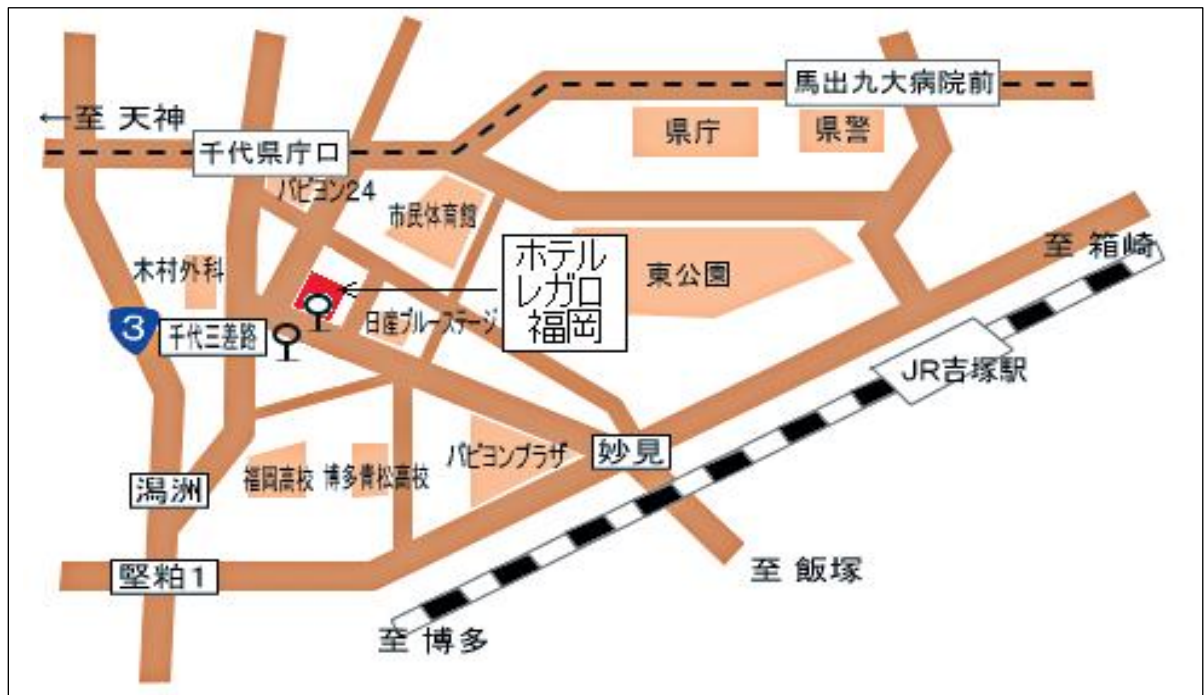 馬出九大病院前
←至 天神
県庁
県警
千代県庁口
パピヨン24
市民体育館
至 箱崎
木村外科
ホテル
レガロ
福岡
東公園
3
千代三差路
日産ブルーステージ
JR吉塚駅
パピヨンプラザ
妙見
福岡高校
博多青松高校
潟洲
堅粕1
至 飯塚
至 博多